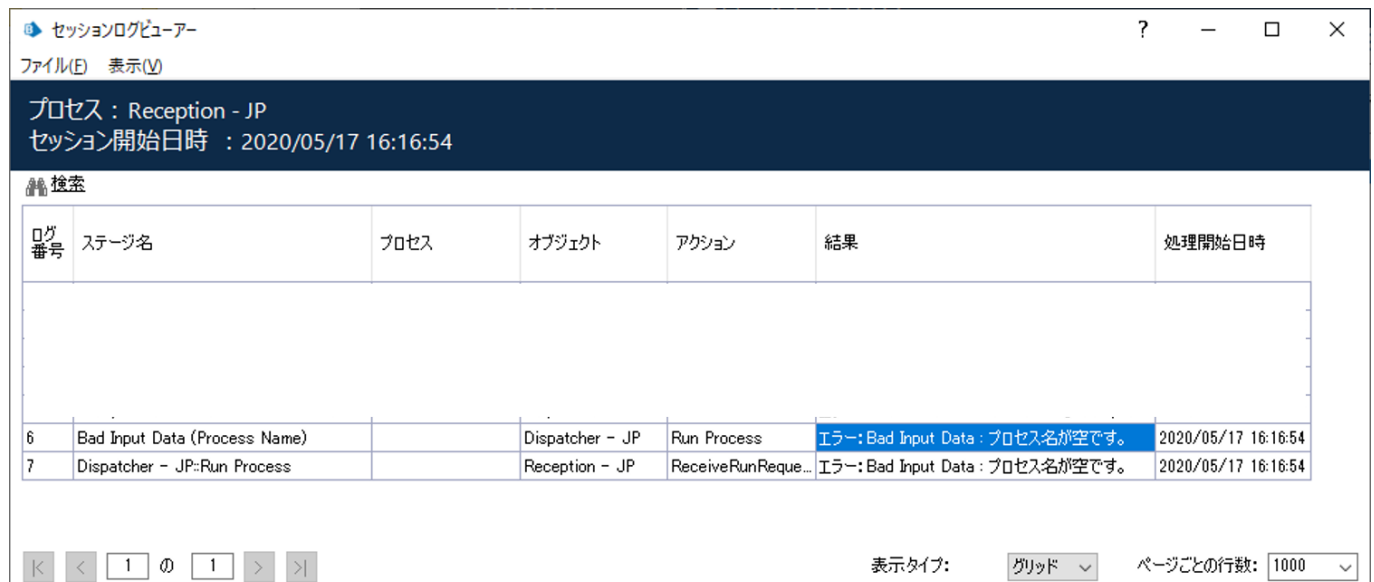 セッションログビューアー
ファイル(F) 表示(V)
プロセス : Reception - JP
セッション開始日時 : 2020/05/17 16:16:54
検索
ログ番号 ステージ名 プロセス オブジェクト アクション 結果 処理開始日時
6 Bad Input Data (Process Name) Dispatcher - JP Run Process エラー: Bad Input Data : プロセス名が空です。 2020/05/17 16:16:54
7 Dispatcher - JP::Run Process Reception - JP ReceiveRunReque... エラー: Bad Input Data : プロセス名が空です。 2020/05/17 16:16:54
1 の 1 表示タイプ: グリッド ページごとの行数: 1000